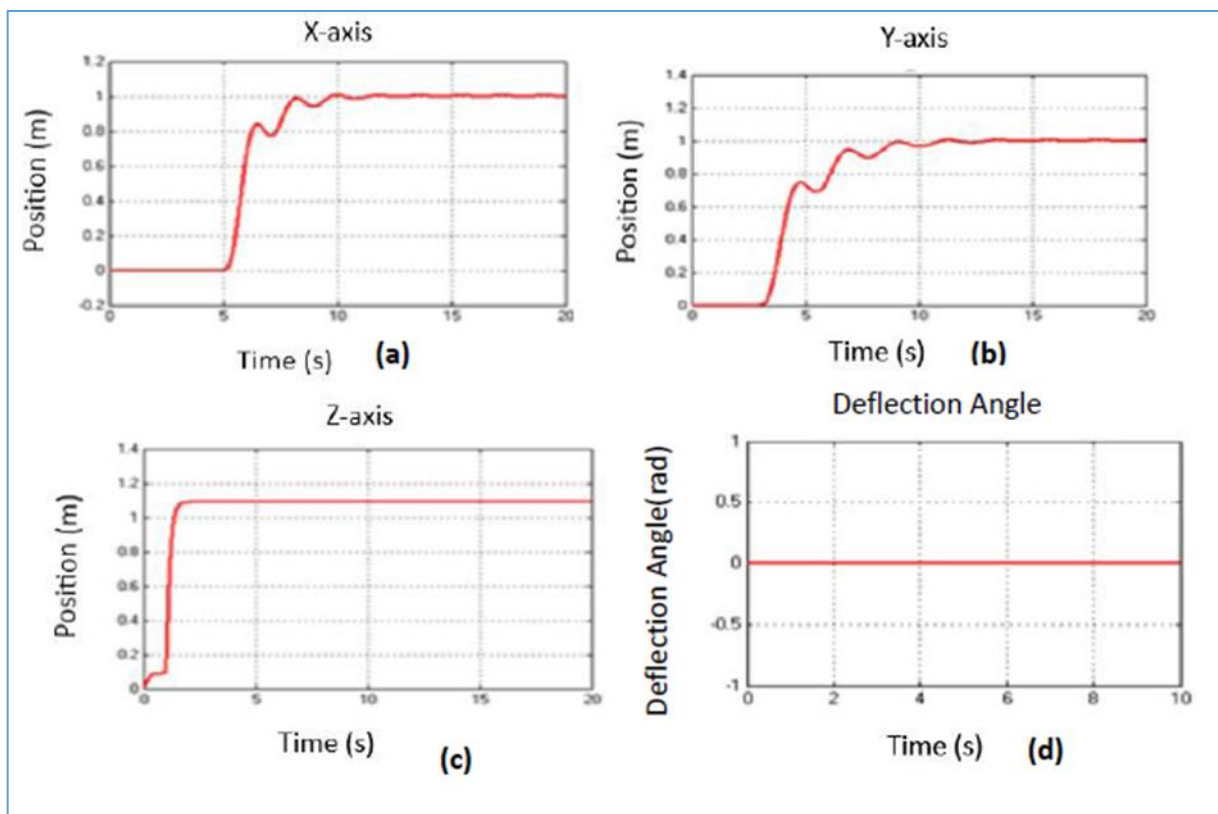 X-axis
1.2
1
0.8
0.6
0.4
0.2
0
-0.2
Position (m)
0 5 10 15 20
Time (s) (a)
Y-axis
1.4
1.2
1
0.8
0.6
0.4
0.2
0
Position (m)
0 5 10 15 20
Time (s) (b)
Z-axis
1.4
1.2
1
0.8
0.6
0.4
0.2
0
Position (m)
0 5 10 15 20
Time (s) (c)
Deflection Angle
1
0.5
0
-0.5
-1
Deflection Angle(rad)
0 2 4 6 8 10
Time (s) (d)